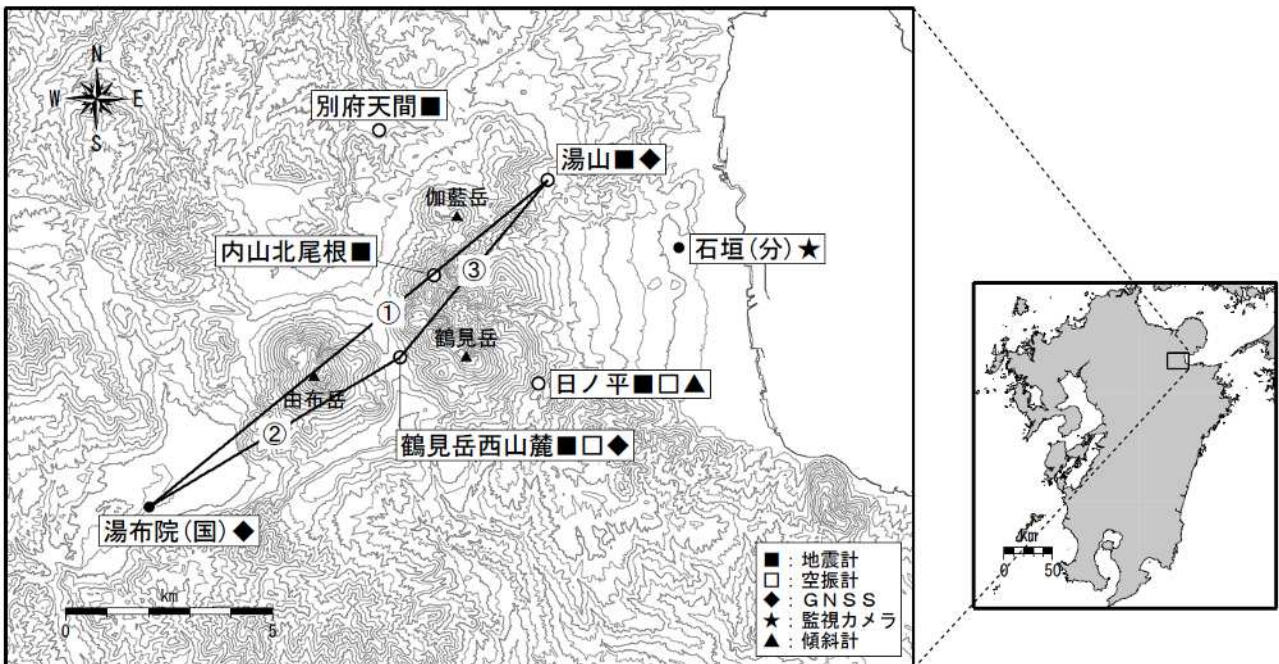 N
W E
S
別府天間■
湯山■◆
伽藍岳
石垣(分)★
内山北尾根■
③
①
鶴見岳
日ノ平■□▲
由布岳
②
鶴見岳西山麓■□◆
湯布院(国)◆
km
0 5
■：地震計
□：空振計
◆：ＧＮＳＳ
★：監視カメラ
▲：傾斜計
0 50